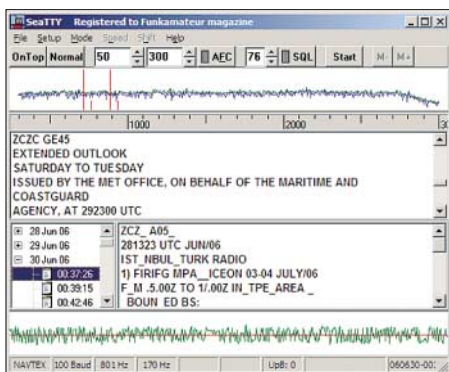 SeaTTY Registered to Funkamateur magazine
File Setup Mode Speed Shift Help
OnTop Normal 50 300 AFC 76 SQL Start M- M+
1000 2000 3
ZCZC GE45
EXTENDED OUTLOOK
SATURDAY TO TUESDAY
ISSUED BY THE MET OFFICE, ON BEHALF OF THE MARITIME AND
COASTGUARD
AGENCY, AT 292300 UTC
28 Jun 06
29 Jun 06
30 Jun 06
00:37:26
00:39:15
00:42:46
ZCZ_ A05_
281323 UTC JUN/06
IST_NBUL_TURK RADIO
1) FIRIFG MPA__ICEON 03-04 JULY/06
F_M .5.00Z TO 1/.00Z IN_TPE_AREA _
BOUN ED BS:
NAVTEX 100 Baud 801 Hz 170 Hz UpB: 0 060630-00